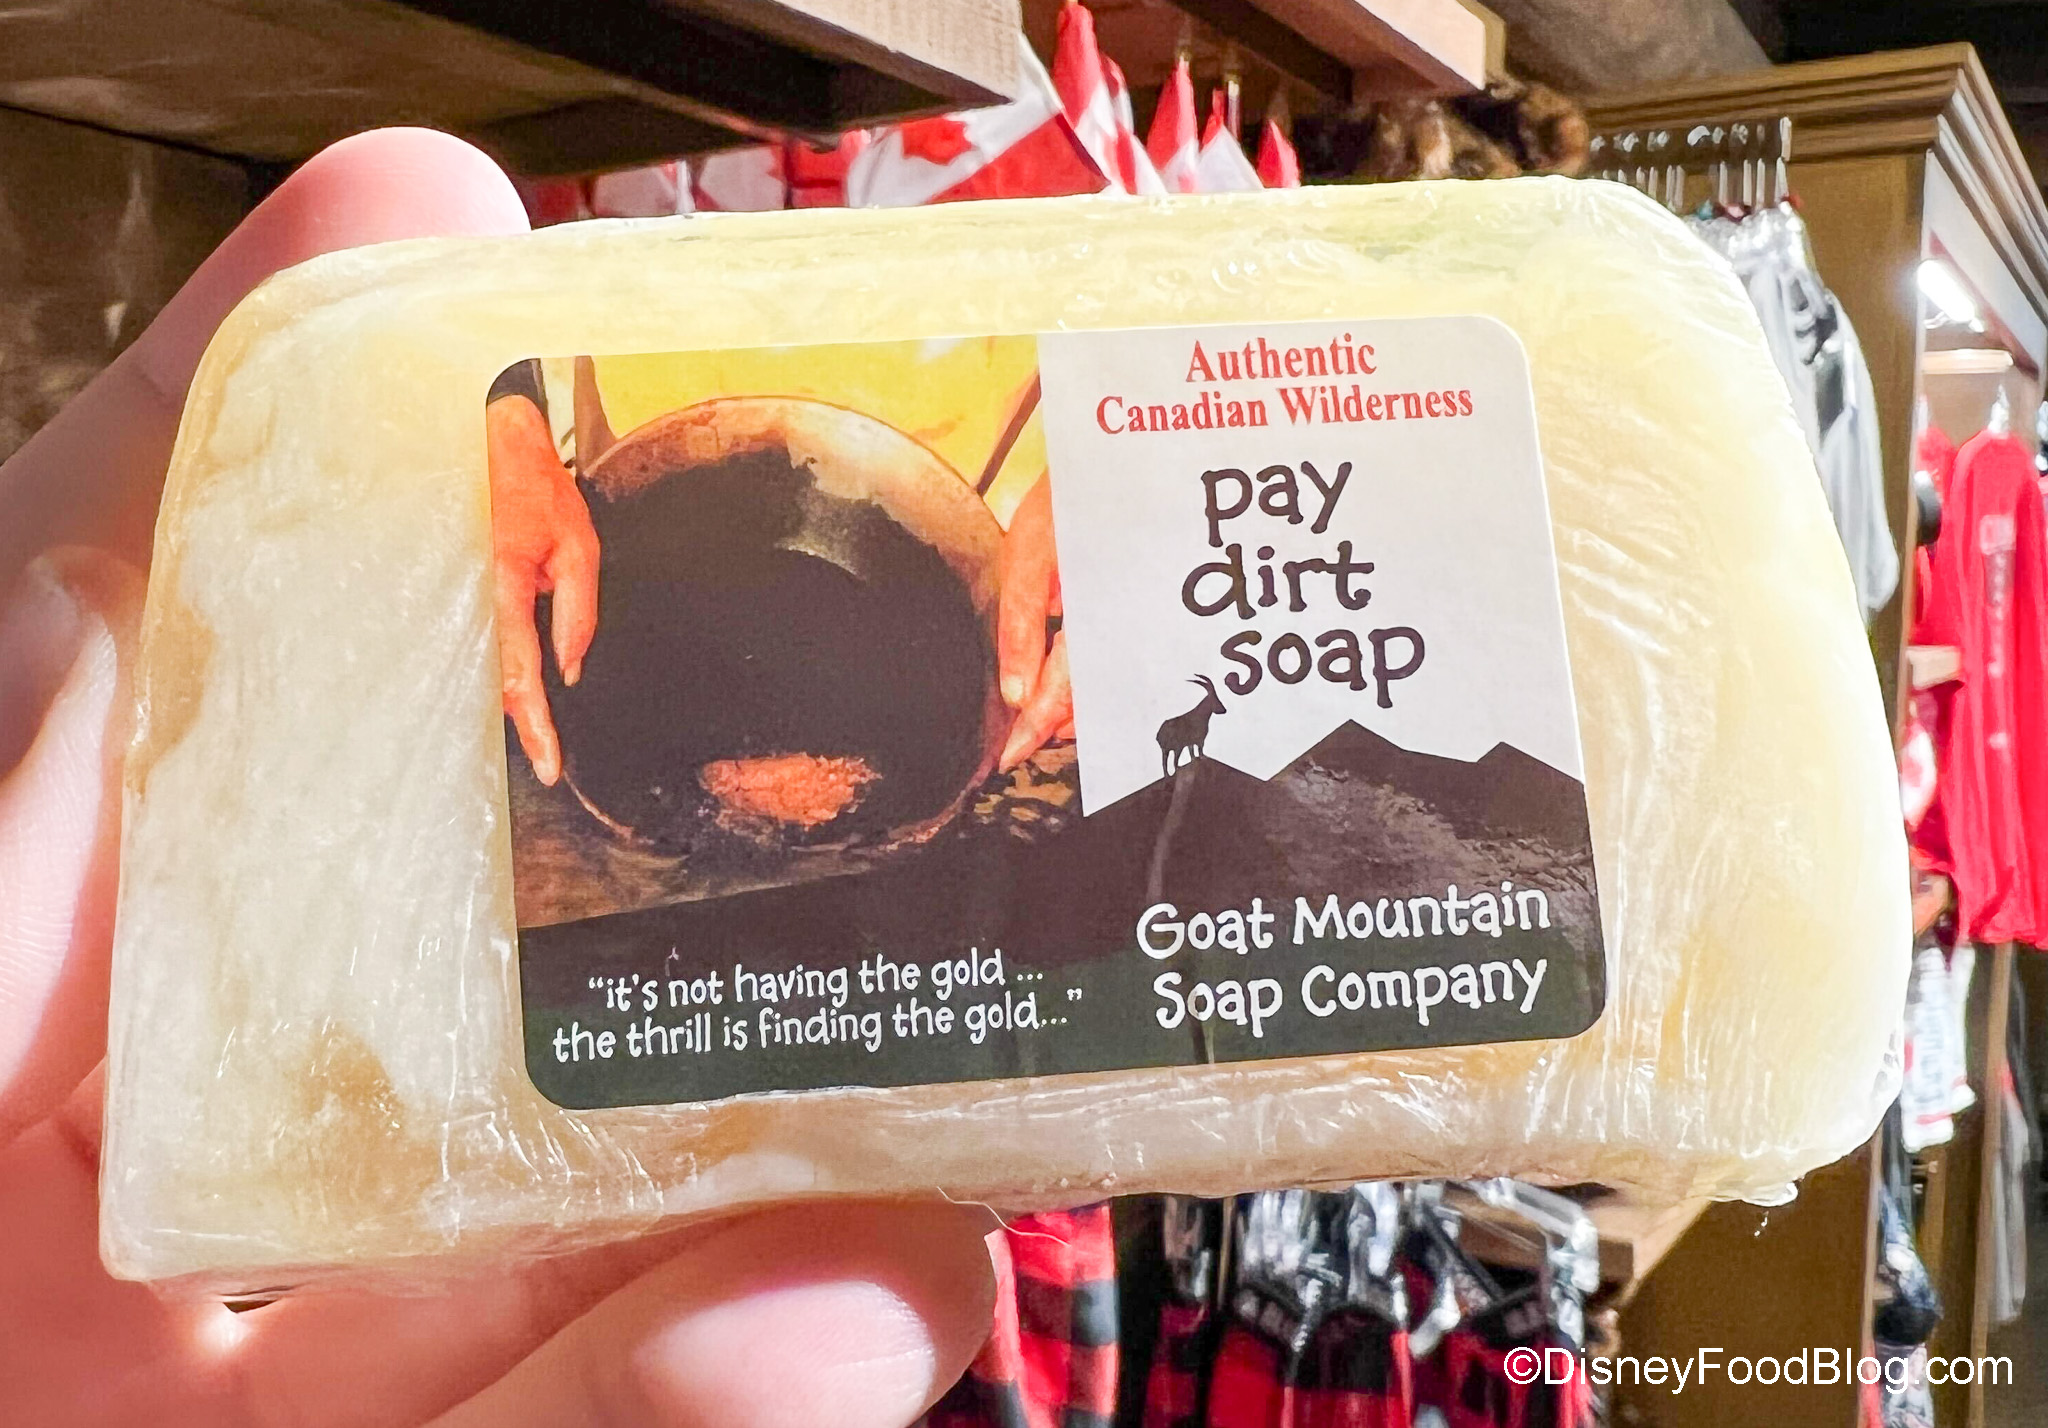 Authentic
Canadian Wilderness
pay
dirt
soap
Goat Mountain
Soap Company
“it's not having the gold ...
the thrill is finding the gold...”
©DisneyFoodBlog.com